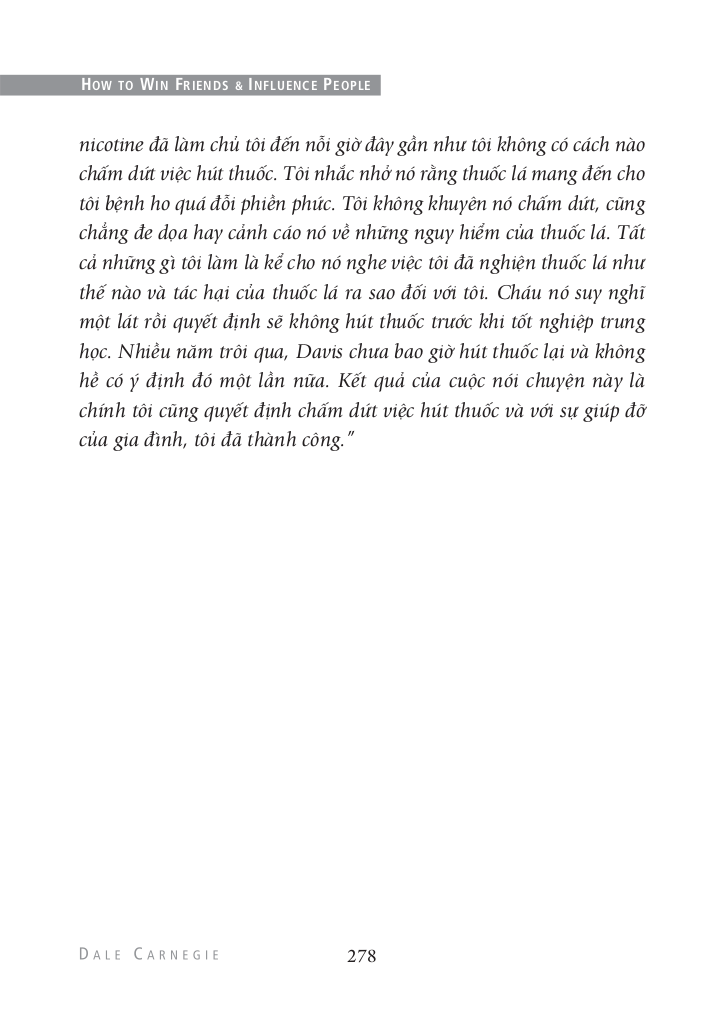 HOW TO WIN FRIENDS & INFLUENCE PEOPLE
nicotine đã làm chủ tôi đến nỗi giờ đây gần như tôi không có cách nào
chấm dứt việc hút thuốc. Tôi nhắc nhở nó rằng thuốc lá mang đến cho
tôi bệnh ho quá đỗi phiền phức. Tôi không khuyên nó chấm dứt, cũng
chẳng đe dọa hay cảnh cáo nó về những nguy hiểm của thuốc lá. Tất
cả những gì tôi làm là kể cho nó nghe việc tôi đã nghiện thuốc lá như
thế nào và tác hại của thuốc lá ra sao đối với tôi. Cháu nó suy nghĩ
một lát rồi quyết định sẽ không hút thuốc trước khi tốt nghiệp trung
học. Nhiều năm trôi qua, Davis chưa bao giờ hút thuốc lại và không
hề có ý định đó một lần nữa. Kết quả của cuộc nói chuyện này là
chính tôi cũng quyết định chấm dứt việc hút thuốc và với sự giúp đỡ
của gia đình, tôi đã thành công."
DALE CARNEGIE 278